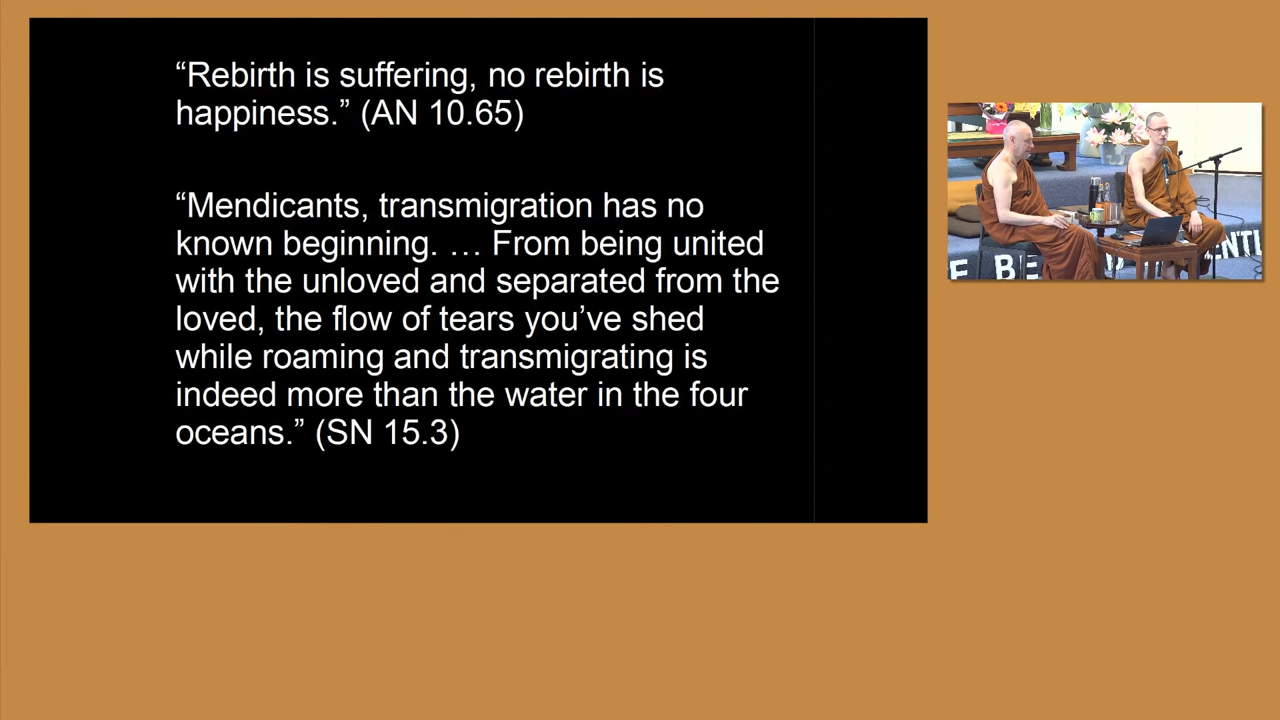 “Rebirth is suffering, no rebirth is
happiness.” (AN 10.65)
“Mendicants, transmigration has no
known beginning. … From being united
with the unloved and separated from the
loved, the flow of tears you’ve shed
while roaming and transmigrating is
indeed more than the water in the four
oceans.” (SN 15.3)
BE